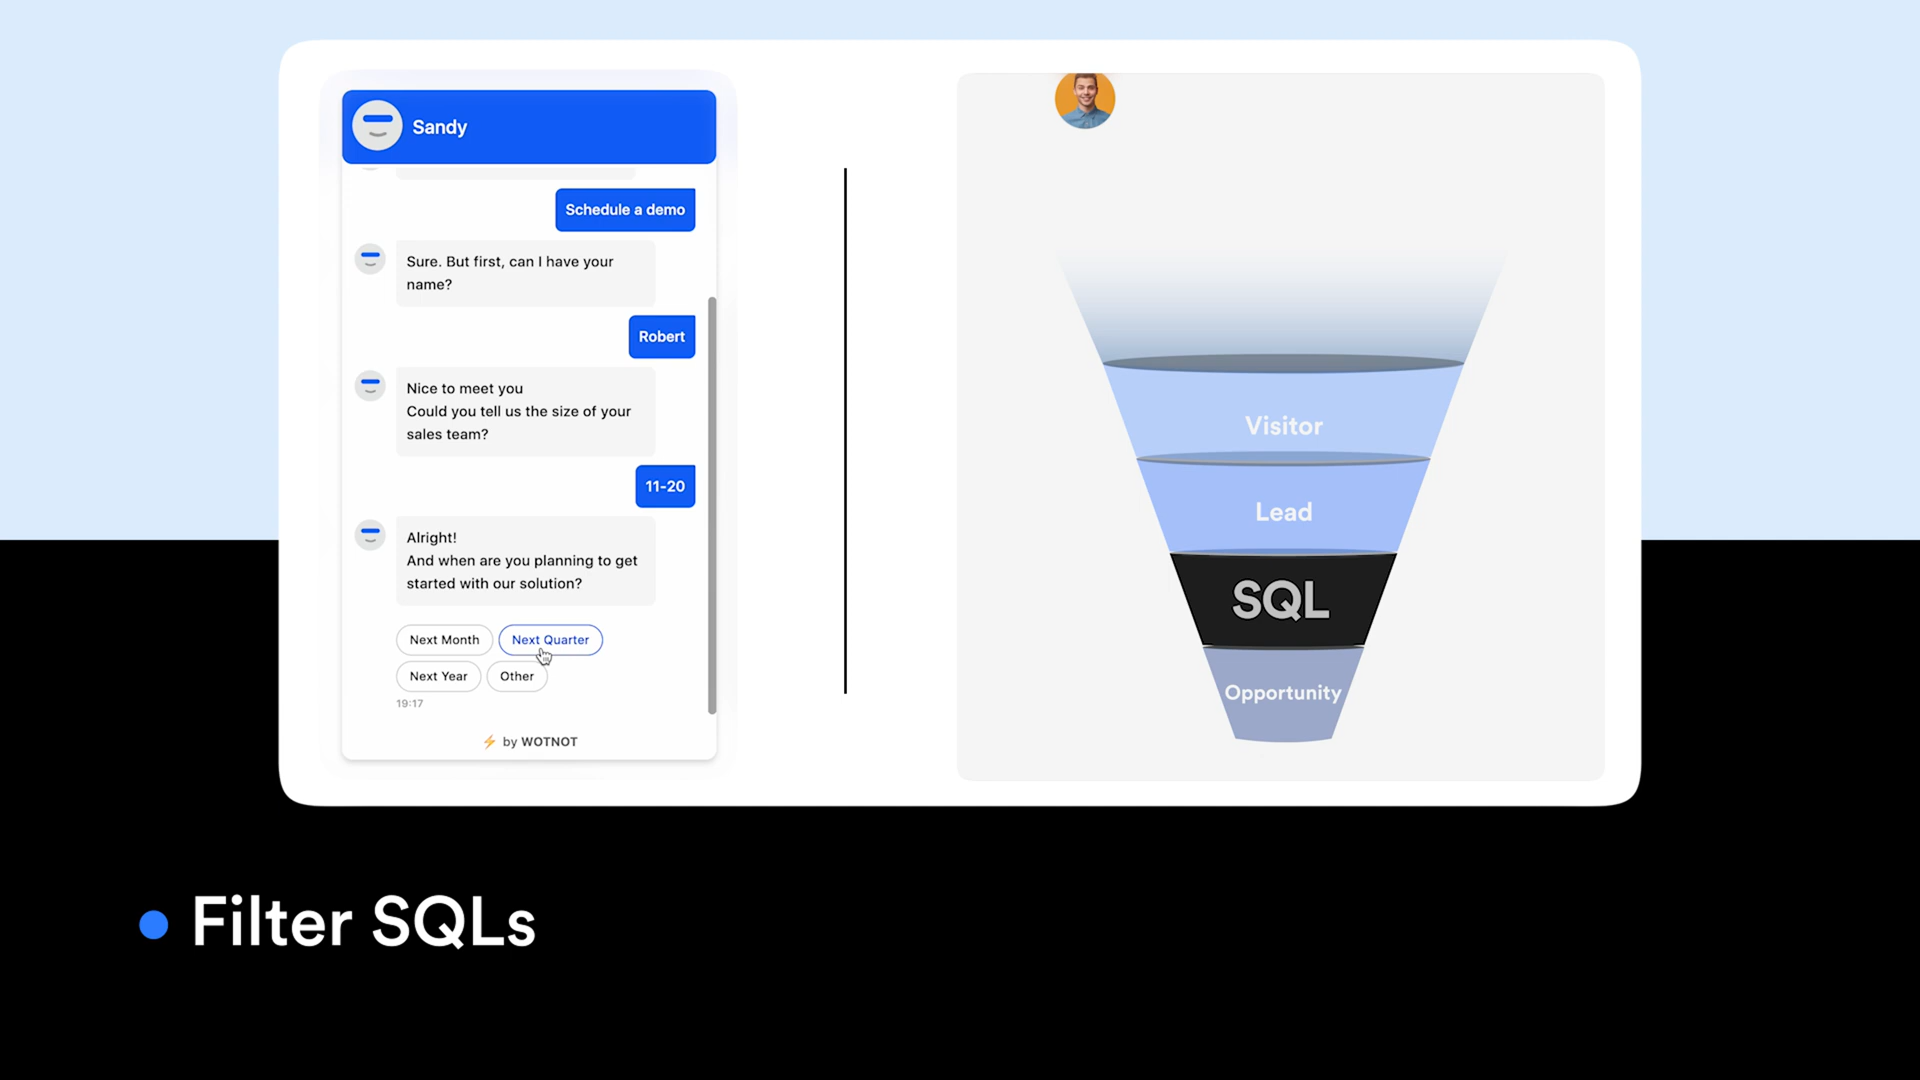 Sandy
Schedule a demo
Sure. But first, can I have your
name?
Robert
Nice to meet you
Could you tell us the size of your
sales team?
11-20
Alright!
And when are you planning to get
started with our solution?
Next Month
Next Quarter
Next Year
Other
19:17
⚡ by WOTNOT
Visitor
Lead
SQL
Opportunity
• Filter SQLs